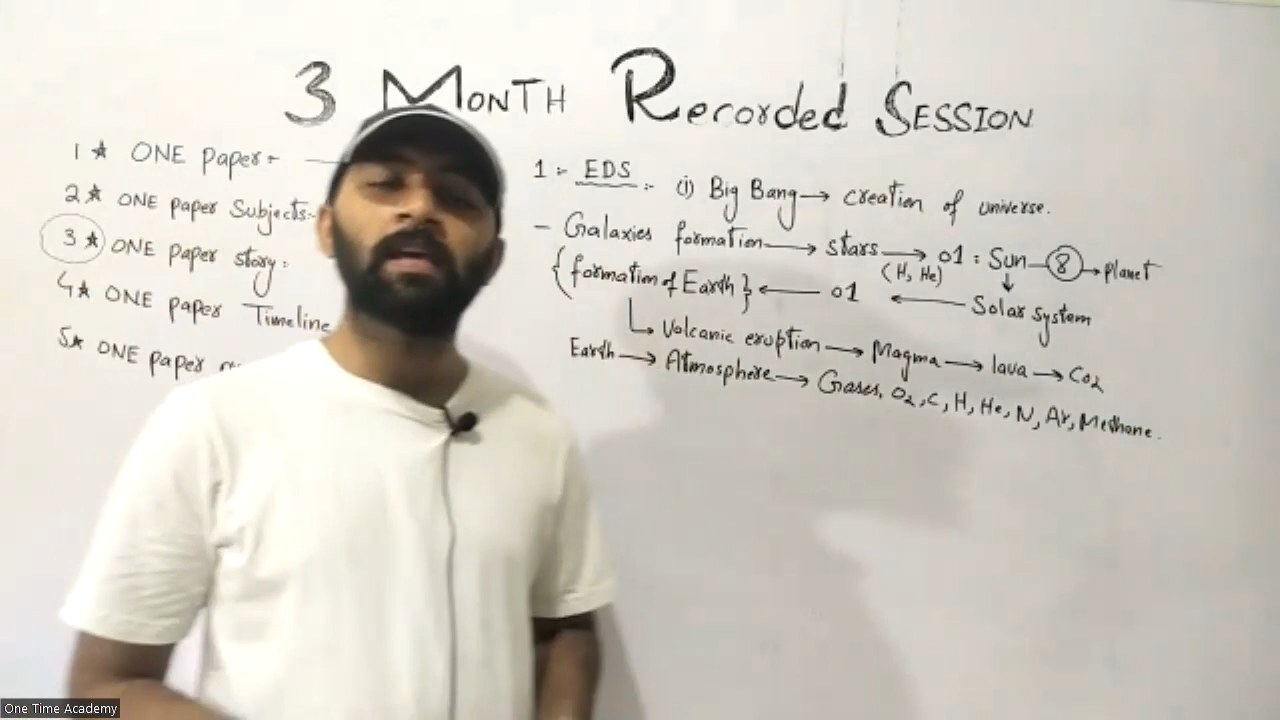 3 MONTH Recorded SESSION
1 ★ ONE paper :-
2 ★ ONE paper Subjects:-
3 ★ ONE paper story :
4 ★ ONE paper Timeline
5 ★ ONE paper
1 :- EDS :- (i) Big Bang → creation of universe.
- Galaxies formation → stars → 01 : Sun - 8 → planet
(H, He)
{formation of Earth} ← 01 ← Solar system
Volcanic eruption → Magma → lava → CO2
Earth → Atmosphere → Gases, O2, C, H, He, N, Ar, Methane.
One Time Academy